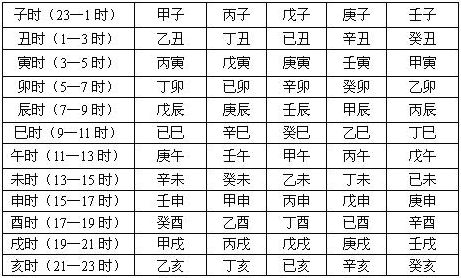 子时（23—1 时） 甲子 丙子 戊子 庚子 壬子
丑时（1—3 时） 乙丑 丁丑 已丑 辛丑 癸丑
寅时（3—5 时） 丙寅 戊寅 庚寅 壬寅 甲寅
卯时（5—7 时） 丁卯 已卯 辛卯 癸卯 乙卯
辰时（7—9 时） 戊辰 庚辰 壬辰 甲辰 丙辰
巳时（9—11 时） 已巳 辛巳 癸巳 乙巳 丁巳
午时（11—13 时） 庚午 壬午 甲午 丙午 戊午
未时（13—15 时） 辛未 癸未 乙未 丁未 已未
申时（15—17 时） 壬申 甲申 丙申 戊申 庚申
酉时（17—19 时） 癸酉 乙酉 丁酉 已酉 辛酉
戌时（19—21 时） 甲戌 丙戌 戊戌 庚戌 壬戌
亥时（21—23 时） 乙亥 丁亥 已亥 辛亥 癸亥